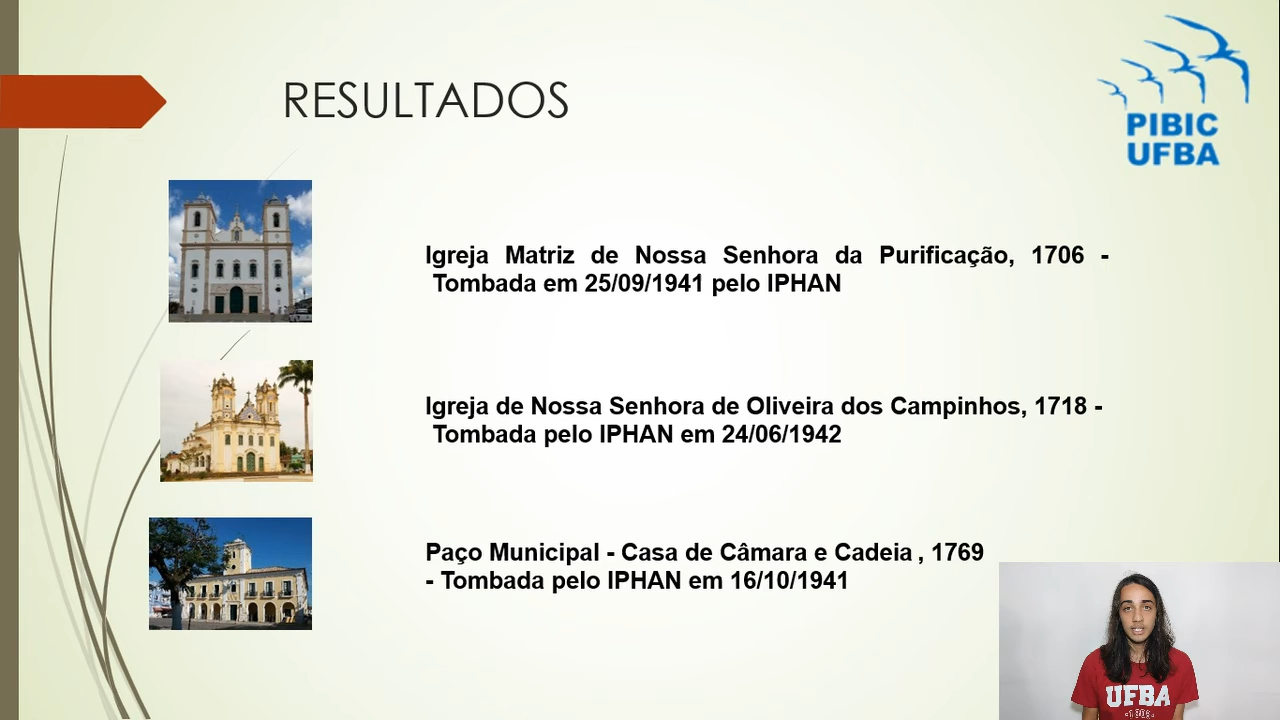 RESULTADOS
PIBIC
UFBA
Igreja Matriz de Nossa Senhora da Purificação, 1706 -
Tombada em 25/09/1941 pelo IPHAN
Igreja de Nossa Senhora de Oliveira dos Campinhos, 1718 -
Tombada pelo IPHAN em 24/06/1942
Paço Municipal - Casa de Câmara e Cadeia , 1769
- Tombada pelo IPHAN em 16/10/1941
UFBA